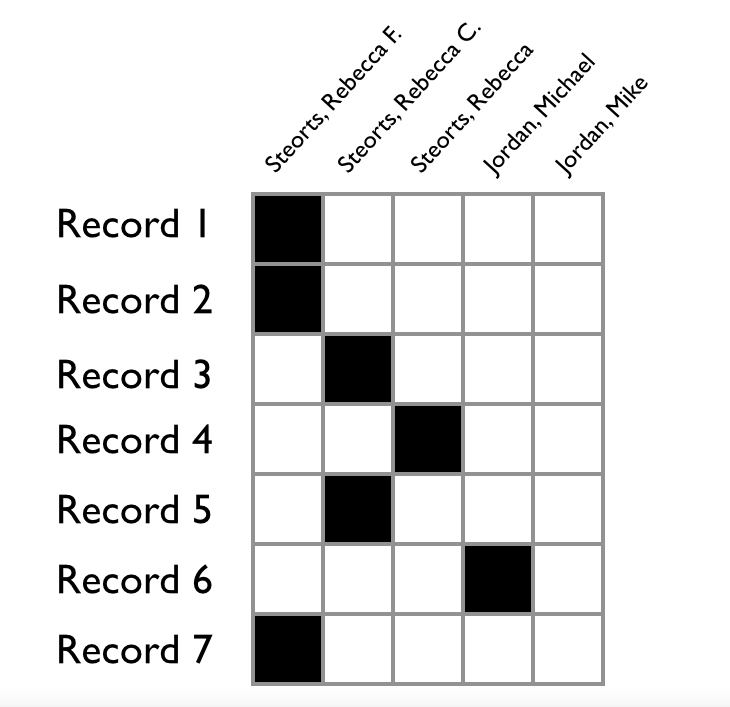 Steorts, Rebecca F.
Steorts, Rebecca C.
Steorts, Rebecca
Jordan, Michael
Jordan, Mike
Record 1
Record 2
Record 3
Record 4
Record 5
Record 6
Record 7